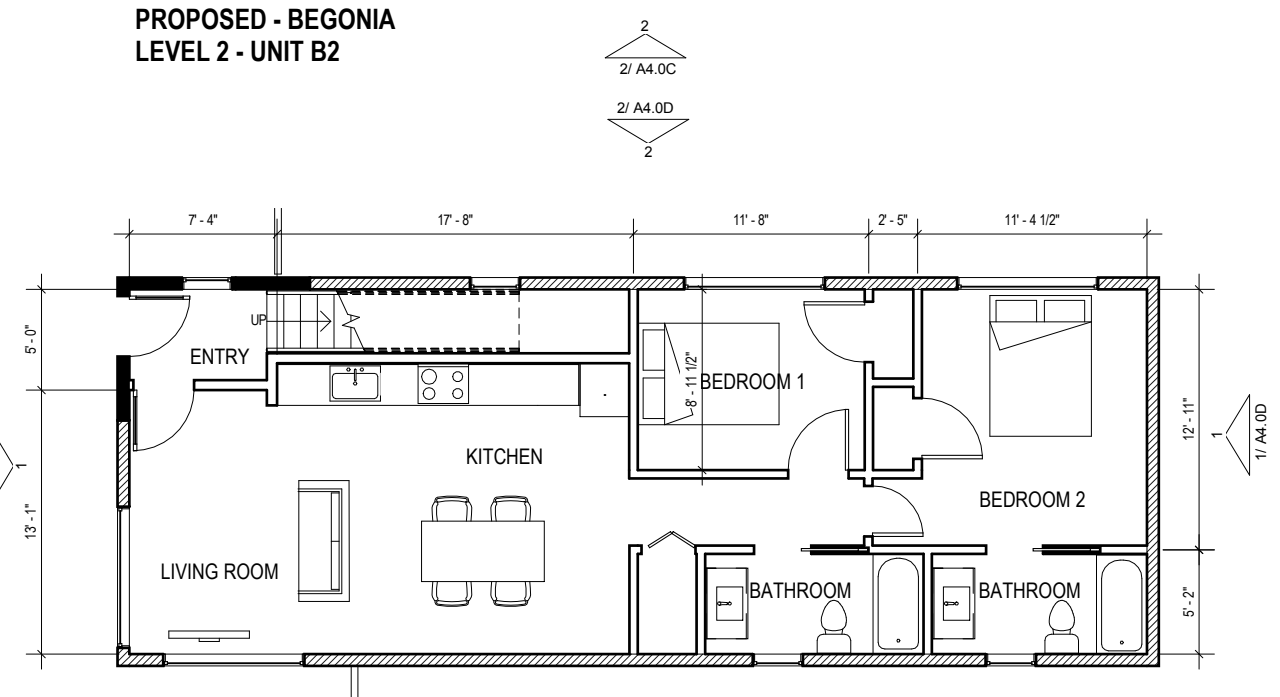 PROPOSED - BEGONIA
LEVEL 2 - UNIT B2
2
2/ A4.0C
2/ A4.0D
2
7' - 4"
17' - 8"
11' - 8"
2' - 5"
11' - 4 1/2"
5' - 0"
UP
ENTRY
8' - 11 1/2"
BEDROOM 1
12' - 11"
1
1/ A4.0D
1
KITCHEN
BEDROOM 2
13' - 1"
LIVING ROOM
BATHROOM
BATHROOM
5' - 2"